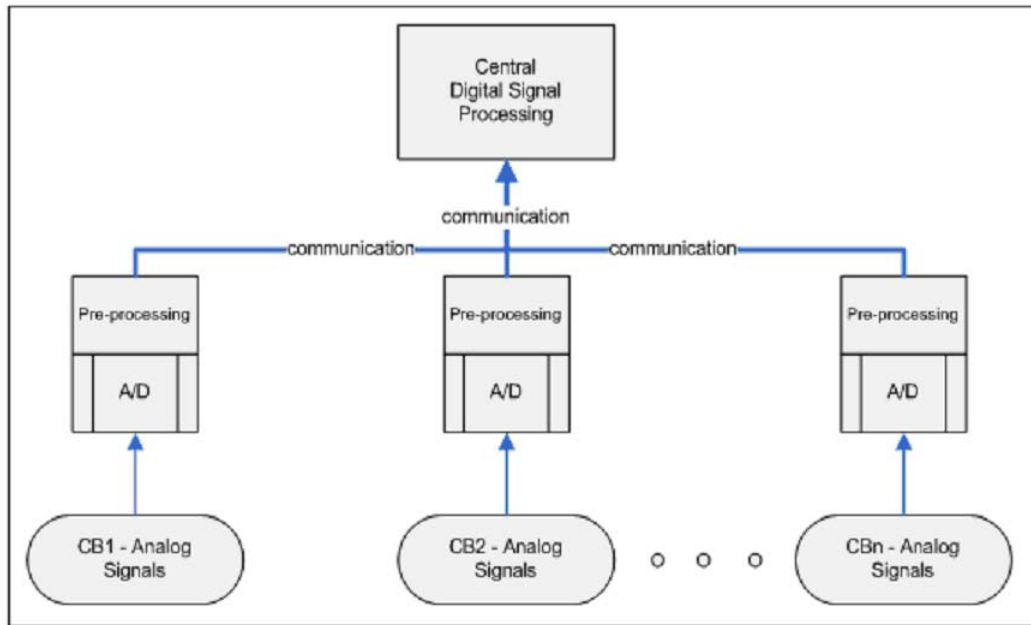 Central
Digital Signal
Processing
communication
communication
communication
Pre-processing
Pre-processing
Pre-processing
A/D
A/D
A/D
CB1 - Analog
Signals
CB2 - Analog
Signals
CBn - Analog
Signals